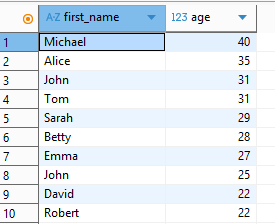 A-Z first_name 123 age
1 Michael 40
2 Alice 35
3 John 31
4 Tom 31
5 Sarah 29
6 Betty 28
7 Emma 27
8 John 25
9 David 22
10 Robert 22